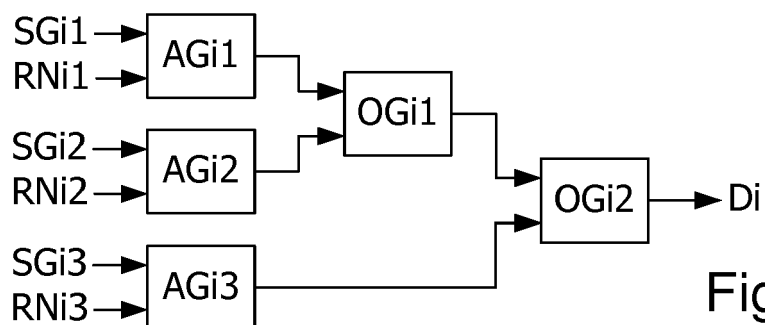 SGi1
RNi1
AGi1
OGi1
SGi2
RNi2
AGi2
OGi2
Di
SGi3
RNi3
AGi3
Fig